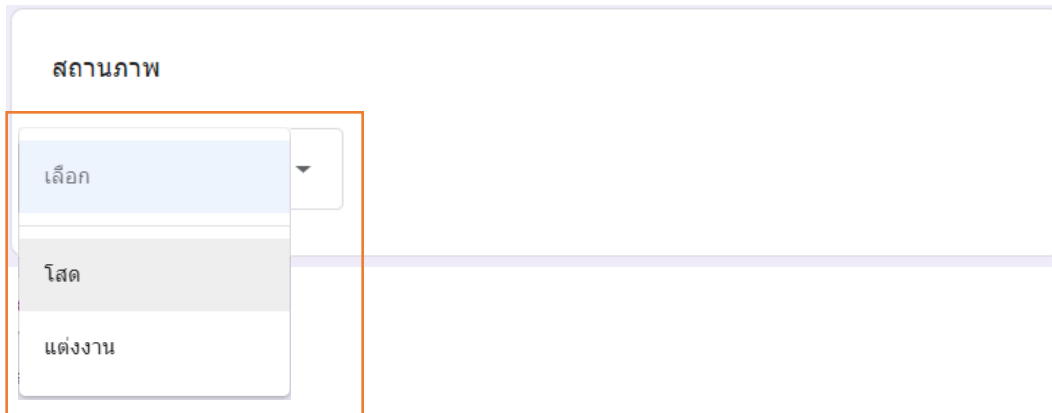 สถานภาพ
เลือก
โสด
แต่งงาน